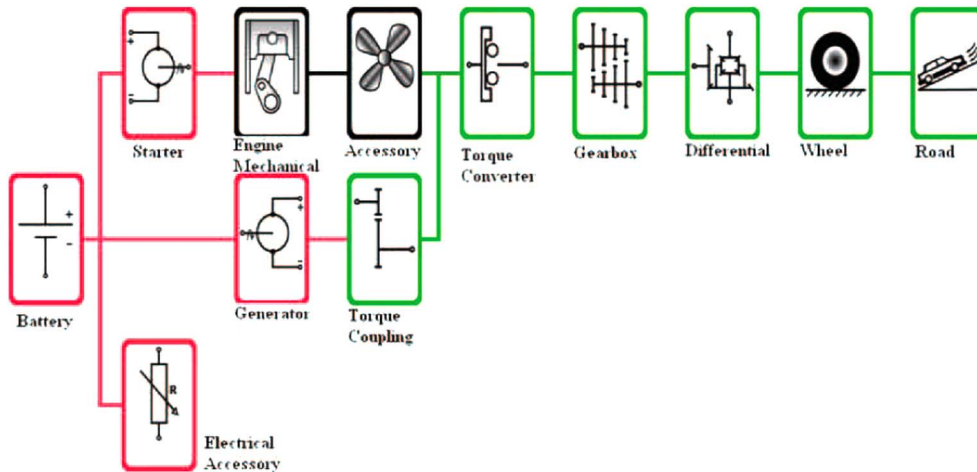 Starter
Engine
Mechanical
Accessory
Torque
Converter
Gearbox
Differential
Wheel
Road
+
-
Battery
Generator
Torque
Coupling
R
Electrical
Accessory